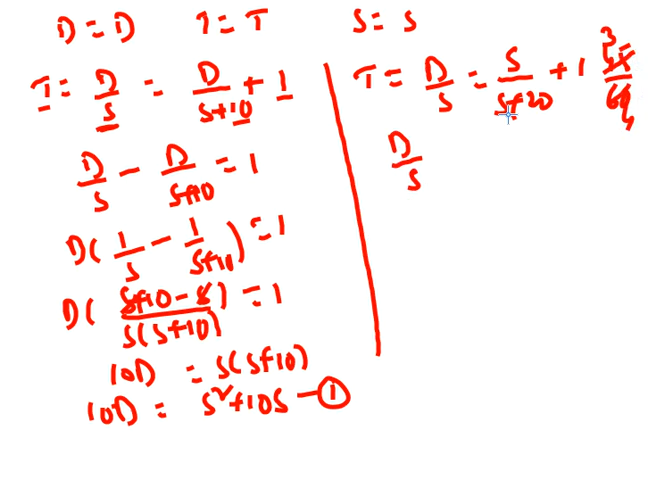 D = D T = T S = S
T = D/S = D/(S+10) + 1
D/S - D/(S+10) = 1
D(1/S - 1/(S+10)) = 1
D((S+10-S)/(S(S+10))) = 1
10D = S(S+10)
10D = S²+10S - ①
T = D/S = S/(S+20) + 1 3/4
D/S